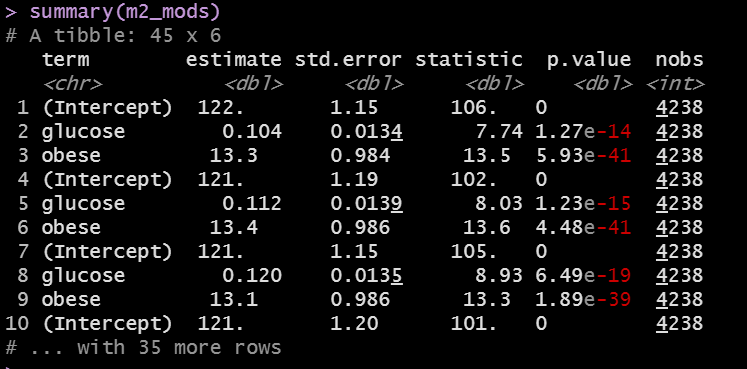 > summary(m2_mods)
# A tibble: 45 x 6
   term        estimate std.error statistic  p.value  nobs
   <chr>          <dbl>     <dbl>     <dbl>    <dbl> <int>
 1 (Intercept)  122.       1.15      106.   0         4238
 2 glucose        0.104    0.0134      7.74 1.27e-14  4238
 3 obese         13.3      0.984      13.5  5.93e-41  4238
 4 (Intercept)  121.       1.19      102.   0         4238
 5 glucose        0.112    0.0139      8.03 1.23e-15  4238
 6 obese         13.4      0.986      13.6  4.48e-41  4238
 7 (Intercept)  121.       1.15      105.   0         4238
 8 glucose        0.120    0.0135      8.93 6.49e-19  4238
 9 obese         13.1      0.986      13.3  1.89e-39  4238
10 (Intercept)  121.       1.20      101.   0         4238
# ... with 35 more rows